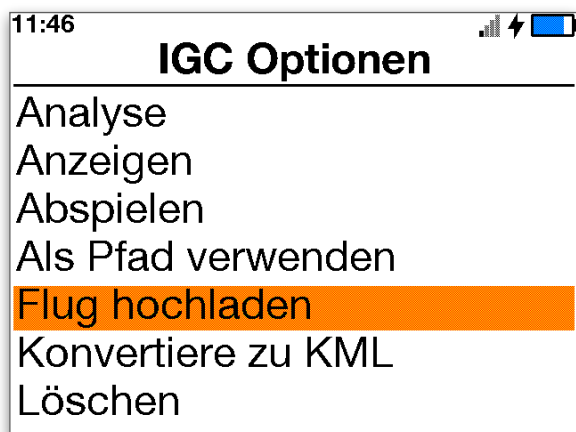 11:46
IGC Optionen
Analyse
Anzeigen
Abspielen
Als Pfad verwenden
Flug hochladen
Konvertiere zu KML
Löschen